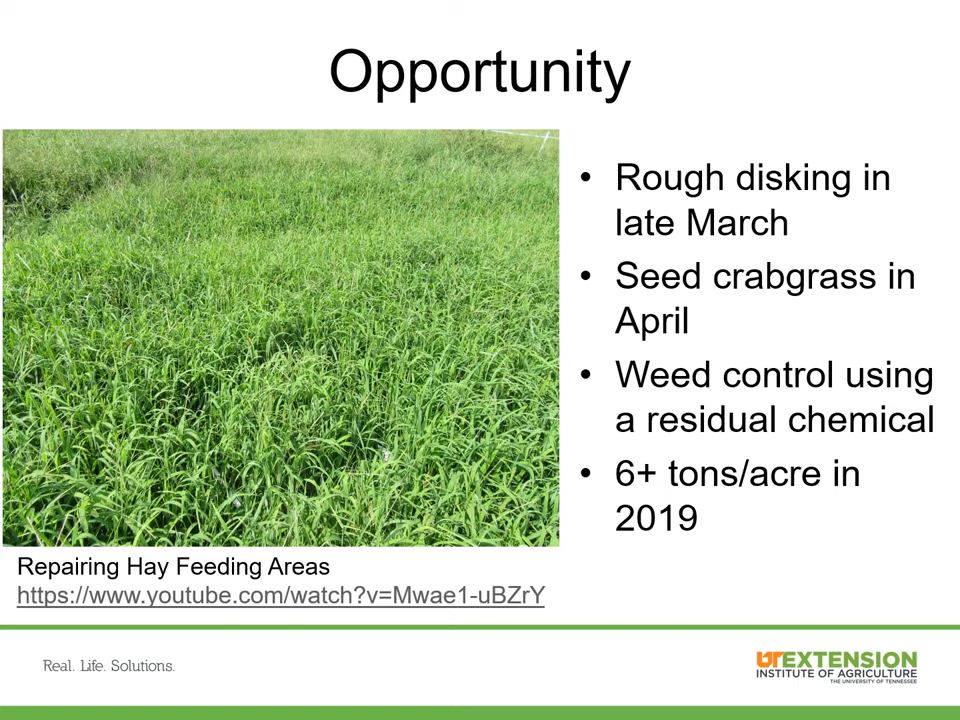 Opportunity
• Rough disking in
late March
• Seed crabgrass in
April
• Weed control using
a residual chemical
• 6+ tons/acre in
2019
Repairing Hay Feeding Areas
https://www.youtube.com/watch?v=Mwae1-uBZrY
Real. Life. Solutions.
UT EXTENSION
INSTITUTE OF AGRICULTURE
THE UNIVERSITY OF TENNESSEE